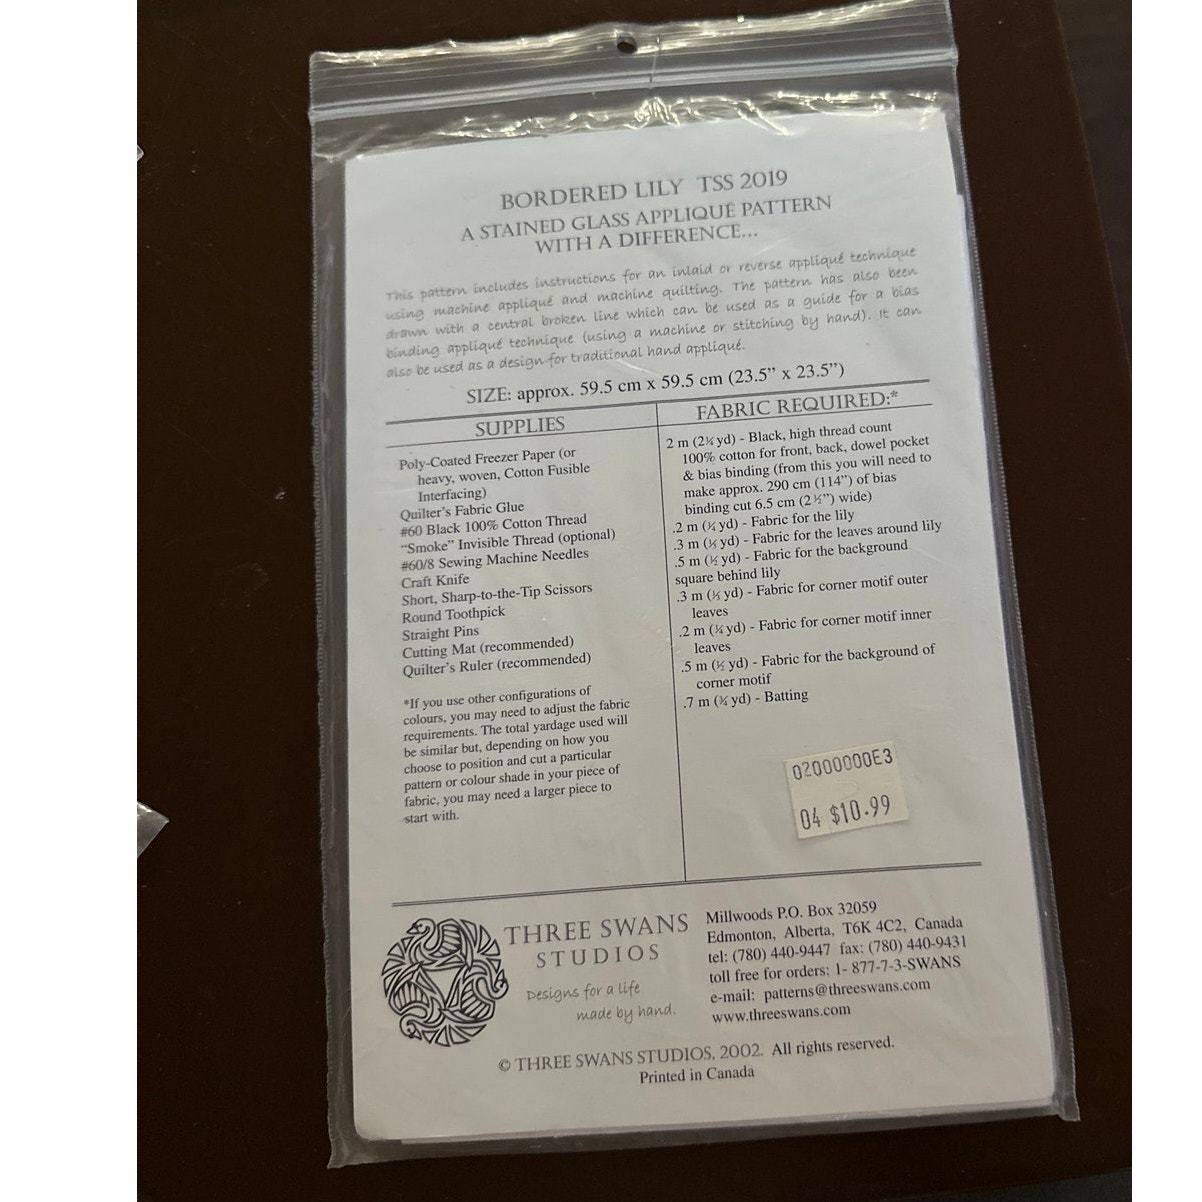 BORDERED LILY TSS 2019
A STAINED GLASS APPLIQUÉ PATTERN
WITH A DIFFERENCE...
This pattern includes instructions for an inlaid or reverse appliqué technique
using machine appliqué and machine quilting. The pattern has also been
drawn with a central broken line which can be used as a guide for a bias
binding appliqué technique (using a machine or stitching by hand). It can
also be used as a design for traditional hand appliqué.
SIZE: approx. 59.5 cm x 59.5 cm (23.5" x 23.5")
SUPPLIES
Poly-Coated Freezer Paper (or
heavy, woven, Cotton Fusible
Interfacing)
Quilter's Fabric Glue
#60 Black 100% Cotton Thread
"Smoke" Invisible Thread (optional)
#60/8 Sewing Machine Needles
Craft Knife
Short, Sharp-to-the-Tip Scissors
Round Toothpick
Straight Pins
Cutting Mat (recommended)
Quilter's Ruler (recommended)
*If you use other configurations of
colours, you may need to adjust the fabric
requirements. The total yardage used will
be similar but, depending on how you
choose to position and cut a particular
pattern or colour shade in your piece of
fabric, you may need a larger piece to
start with.
FABRIC REQUIRED:*
2 m (2¼ yd) - Black, high thread count
100% cotton for front, back, dowel pocket
& bias binding (from this you will need to
make approx. 290 cm (114") of bias
binding cut 6.5 cm (2½") wide)
.2 m (¼ yd) - Fabric for the lily
.3 m (⅓ yd) - Fabric for the leaves around lily
.5 m (½ yd) - Fabric for the background
square behind lily
.3 m (⅓ yd) - Fabric for corner motif outer
leaves
.2 m (¼ yd) - Fabric for corner motif inner
leaves
.5 m (½ yd) - Fabric for the background of
corner motif
.7 m (¾ yd) - Batting
02000000E3
04 $10.99
THREE SWANS
STUDIOS
Designs for a life
made by hand.
Millwoods P.O. Box 32059
Edmonton, Alberta, T6K 4C2, Canada
tel: (780) 440-9447 fax: (780) 440-9431
toll free for orders: 1- 877-7-3-SWANS
e-mail: patterns@threeswans.com
www.threeswans.com
© THREE SWANS STUDIOS, 2002. All rights reserved.
Printed in Canada